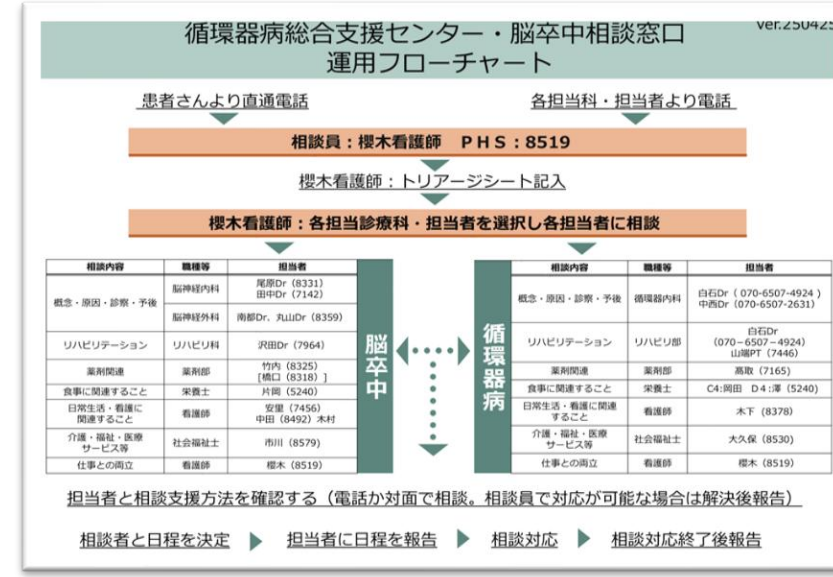 循環器病総合支援センター・脳卒中相談窓口
ver.250425
運用フローチャート
患者さんより直通電話
各担当科・担当者より電話
相談員：櫻木看護師　ＰＨＳ：8519
櫻木看護師：トリアージシート記入
櫻木看護師：各担当診療科・担当者を選択し各担当者に相談
相談内容 職種等 担当者
概念・原因・診察・予後 脳神経内科 尾原Dr（8331）
田中Dr（7142）
脳神経外科 南都Dr、丸山Dr（8359）
リハビリテーション リハビリ科 沢田Dr（7964）
薬剤関連 薬剤部 竹内（8325）
[橋口（8318）]
食事に関連すること 栄養士 片岡（5240）
日常生活・看護に
関連すること 看護師 安里（7456）
中田（8492）木村
介護・福祉・医療
サービス等 社会福祉士 市川（8579）
仕事との両立 看護師 櫻木（8519）
脳卒中
循環器病
相談内容 職種等 担当者
概念・原因・診察・予後 循環器内科 白石Dr（070-6507-4924）
中西Dr（070-6507-2631）
リハビリテーション リハビリ部 白石Dr
（070－6507－4924）
山端PT（7446）
薬剤関連 薬剤部 髙取（7165）
食事に関連すること 栄養士 C4:岡田　Ｄ４:澤（5240）
日常生活・看護に関連
すること 看護師 木下（8378）
介護・福祉・医療
サービス等 社会福祉士 大久保（8530）
仕事との両立 看護師 櫻木（8519）
担当者と相談支援方法を確認する（電話か対面で相談。相談員で対応が可能な場合は解決後報告）
相談者と日程を決定 ▶ 担当者に日程を報告 ▶ 相談対応 ▶ 相談対応終了後報告